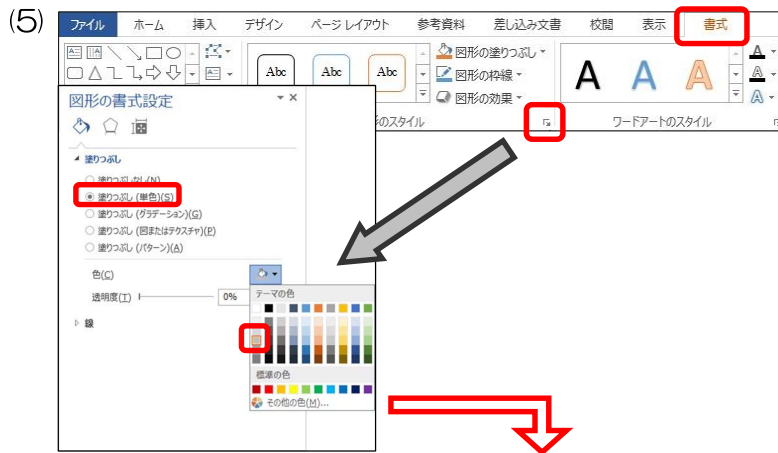 (5)
ファイル ホーム 挿入 デザイン ページ レイアウト 参考資料 差し込み文書 校閲 表示 書式
Abc Abc Abc
図形の塗りつぶし
図形の枠線
図形の効果
A A A
A
A
A
のスタイル
ワードアートのスタイル
図形の書式設定
塗りつぶし
塗りつぶしなし(N)
塗りつぶし (単色)(S)
塗りつぶし (グラデーション)(G)
塗りつぶし (図またはテクスチャ)(P)
塗りつぶし (パターン)(A)
色(C)
透明度(T) 0%
線
テーマの色
標準の色
その他の色(M)...